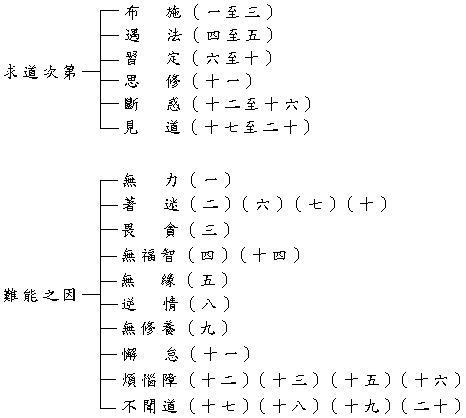 求道次第
布施(一至三)
遇法(四至五)
習定(六至十)
思修(十一)
斷惑(十二至十六)
見道(十七至二十)
難能之因
無力(一)
著迷(二)(六)(七)(十)
畏貪(三)
無福智(四)(十四)
無緣(五)
逆情(八)
無修養(九)
懈怠(十一)
煩惱障(十二)(十三)(十五)(十六)
不聞道(十七)(十八)(十九)(二十)